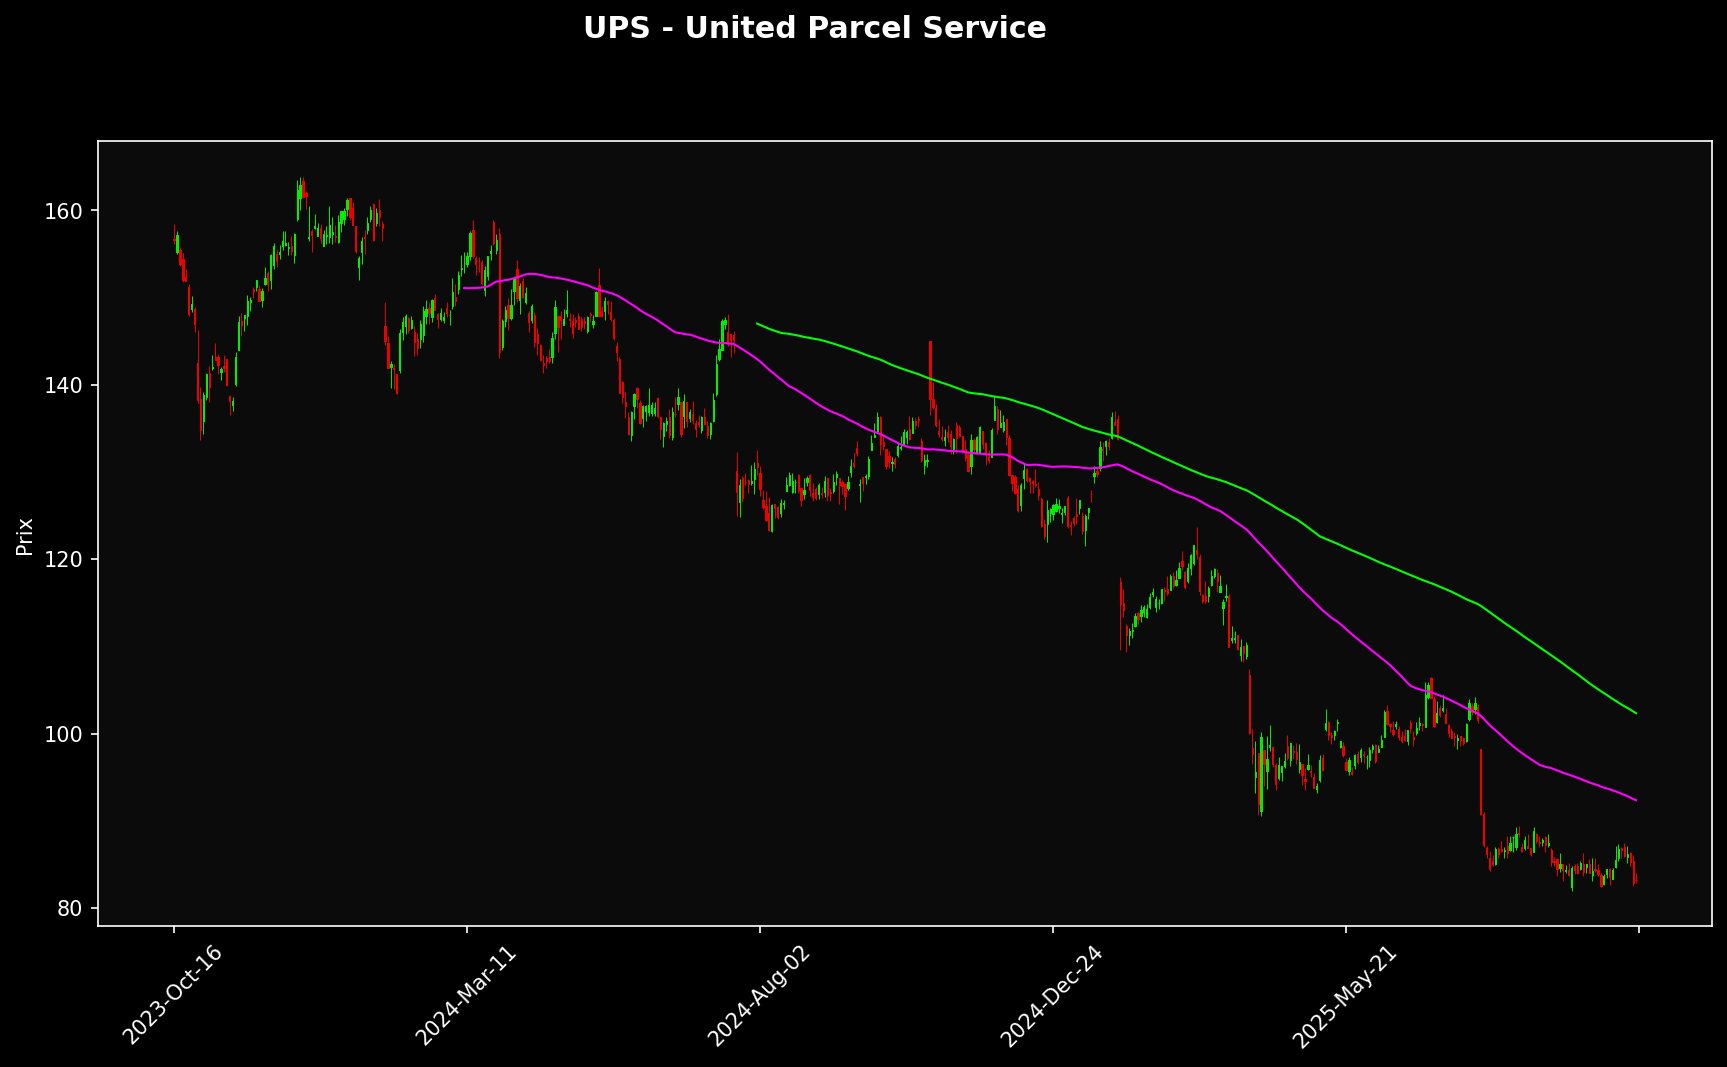 UPS - United Parcel Service
Prix
160
140
120
100
80
2023-Oct-16
2024-Mar-11
2024-Aug-02
2024-Dec-24
2025-May-21